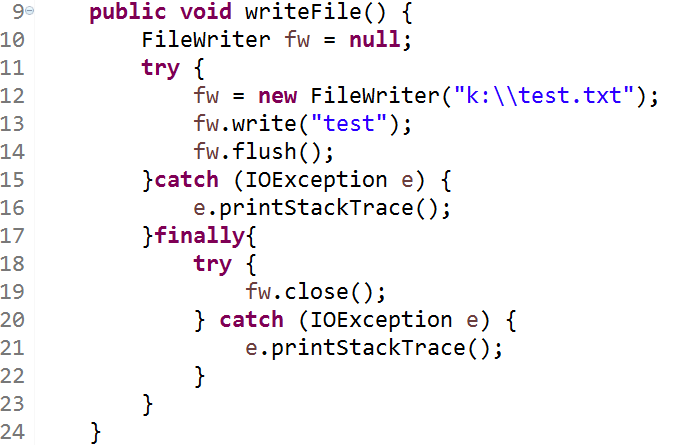 9 public void writeFile() {
10 FileWriter fw = null;
11 try {
12 fw = new FileWriter("k:\\test.txt");
13 fw.write("test");
14 fw.flush();
15 }catch (IOException e) {
16 e.printStackTrace();
17 }finally{
18 try {
19 fw.close();
20 } catch (IOException e) {
21 e.printStackTrace();
22 }
23 }
24 }